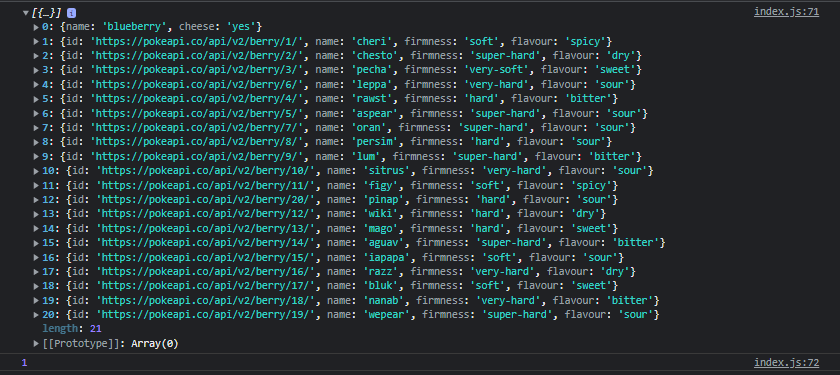 ▼[{…}] i index.js:71
▶0: {name: 'blueberry', cheese: 'yes'}
▶1: {id: 'https://pokeapi.co/api/v2/berry/1/', name: 'cheri', firmness: 'soft', flavour: 'spicy'}
▶2: {id: 'https://pokeapi.co/api/v2/berry/2/', name: 'chesto', firmness: 'super-hard', flavour: 'dry'}
▶3: {id: 'https://pokeapi.co/api/v2/berry/3/', name: 'pecha', firmness: 'very-soft', flavour: 'sweet'}
▶4: {id: 'https://pokeapi.co/api/v2/berry/6/', name: 'leppa', firmness: 'very-hard', flavour: 'sour'}
▶5: {id: 'https://pokeapi.co/api/v2/berry/4/', name: 'rawst', firmness: 'hard', flavour: 'bitter'}
▶6: {id: 'https://pokeapi.co/api/v2/berry/5/', name: 'aspear', firmness: 'super-hard', flavour: 'sour'}
▶7: {id: 'https://pokeapi.co/api/v2/berry/7/', name: 'oran', firmness: 'super-hard', flavour: 'sour'}
▶8: {id: 'https://pokeapi.co/api/v2/berry/8/', name: 'persim', firmness: 'hard', flavour: 'sour'}
▶9: {id: 'https://pokeapi.co/api/v2/berry/9/', name: 'lum', firmness: 'super-hard', flavour: 'bitter'}
▶10: {id: 'https://pokeapi.co/api/v2/berry/10/', name: 'sitrus', firmness: 'very-hard', flavour: 'sour'}
▶11: {id: 'https://pokeapi.co/api/v2/berry/11/', name: 'figy', firmness: 'soft', flavour: 'spicy'}
▶12: {id: 'https://pokeapi.co/api/v2/berry/20/', name: 'pinap', firmness: 'hard', flavour: 'sour'}
▶13: {id: 'https://pokeapi.co/api/v2/berry/12/', name: 'wiki', firmness: 'hard', flavour: 'dry'}
▶14: {id: 'https://pokeapi.co/api/v2/berry/13/', name: 'mago', firmness: 'hard', flavour: 'sweet'}
▶15: {id: 'https://pokeapi.co/api/v2/berry/14/', name: 'aguav', firmness: 'super-hard', flavour: 'bitter'}
▶16: {id: 'https://pokeapi.co/api/v2/berry/15/', name: 'iapapa', firmness: 'soft', flavour: 'sour'}
▶17: {id: 'https://pokeapi.co/api/v2/berry/16/', name: 'razz', firmness: 'very-hard', flavour: 'dry'}
▶18: {id: 'https://pokeapi.co/api/v2/berry/17/', name: 'bluk', firmness: 'soft', flavour: 'sweet'}
▶19: {id: 'https://pokeapi.co/api/v2/berry/18/', name: 'nanab', firmness: 'very-hard', flavour: 'bitter'}
▶20: {id: 'https://pokeapi.co/api/v2/berry/19/', name: 'wepear', firmness: 'super-hard', flavour: 'sour'}
length: 21
▶[[Prototype]]: Array(0)
1 index.js:72